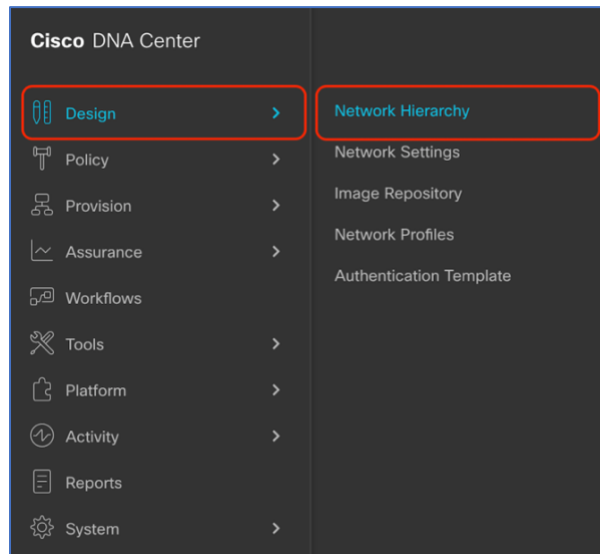 Cisco DNA Center
Design
Policy
Provision
Assurance
Workflows
Tools
Platform
Activity
Reports
System
Network Hierarchy
Network Settings
Image Repository
Network Profiles
Authentication Template